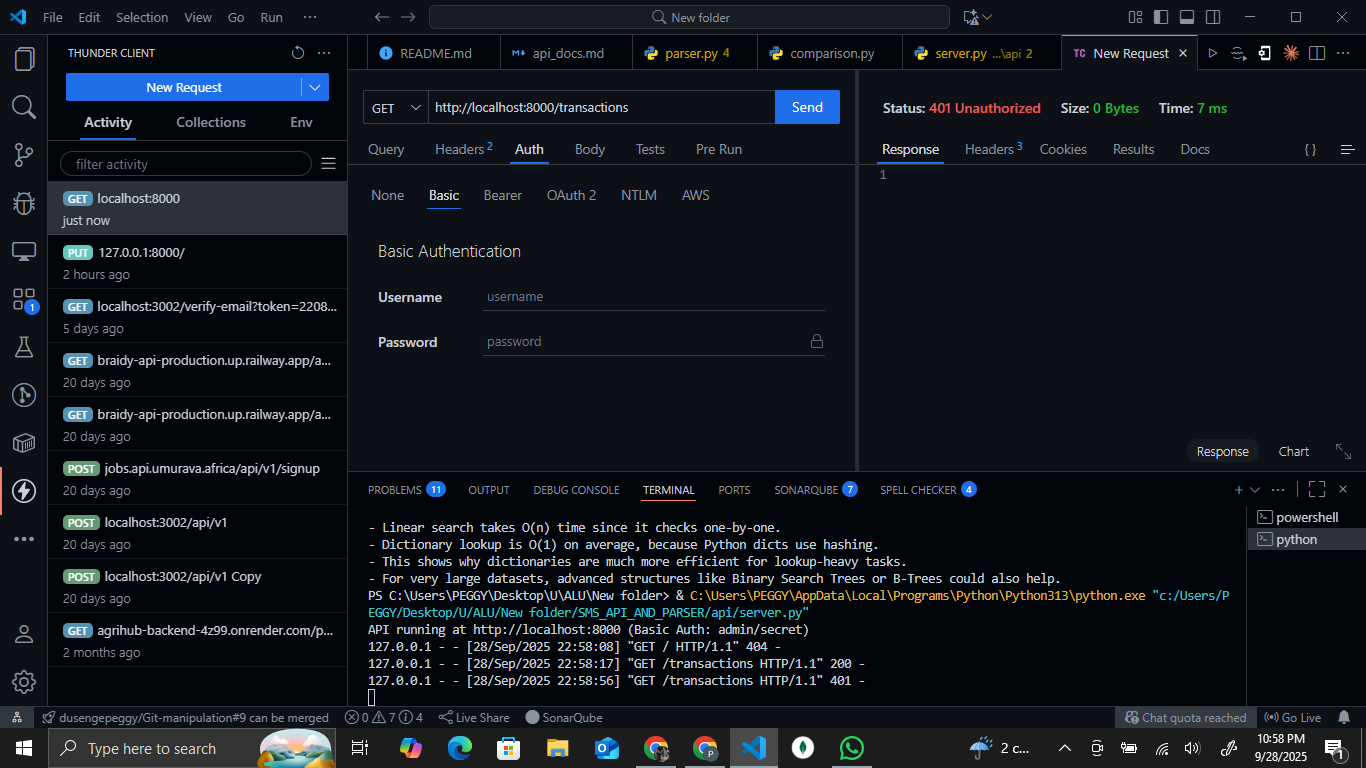 File Edit Selection View Go Run ··· New folder
THUNDER CLIENT
New Request
Activity Collections Env
filter activity
GET localhost:8000
just now
PUT 127.0.0.1:8000/
2 hours ago
GET localhost:3002/verify-email?token=2208...
5 days ago
GET braidy-api-production.up.railway.app/a...
20 days ago
GET braidy-api-production.up.railway.app/a...
20 days ago
POST jobs.api.umurava.africa/api/v1/signup
20 days ago
POST localhost:3002/api/v1
20 days ago
POST localhost:3002/api/v1 Copy
20 days ago
GET agrihub-backend-4z99.onrender.com/p...
2 months ago
1
README.md api_docs.md parser.py 4 comparison.py server.py ...\api 2 TC New Request
GET http://localhost:8000/transactions Send
Query Headers 2 Auth Body Tests Pre Run
None Basic Bearer OAuth 2 NTLM AWS
Basic Authentication
Username username
Password password
Status: 401 Unauthorized Size: 0 Bytes Time: 7 ms
Response Headers 3 Cookies Results Docs { }
1
Response Chart
PROBLEMS 11 OUTPUT DEBUG CONSOLE TERMINAL PORTS SONARQUBE 7 SPELL CHECKER 4
- Linear search takes O(n) time since it checks one-by-one.
- Dictionary lookup is O(1) on average, because Python dicts use hashing.
- This shows why dictionaries are much more efficient for lookup-heavy tasks.
- For very large datasets, advanced structures like Binary Search Trees or B-Trees could also help.
PS C:\Users\PEGGY\Desktop\U\ALU\New folder> & C:\Users\PEGGY\AppData\Local\Programs\Python\Python313\python.exe "c:/Users/P
EGGY/Desktop/U/ALU/New folder/SMS_API_AND_PARSER/api/server.py"
API running at http://localhost:8000 (Basic Auth: admin/secret)
127.0.0.1 - - [28/Sep/2025 22:58:08] "GET / HTTP/1.1" 404 -
127.0.0.1 - - [28/Sep/2025 22:58:17] "GET /transactions HTTP/1.1" 200 -
127.0.0.1 - - [28/Sep/2025 22:58:56] "GET /transactions HTTP/1.1" 401 -
powershell
python
dusengepeggy/Git-manipulation#9 can be merged 0 7 4 Live Share SonarQube Chat quota reached Go Live
Type here to search 2 c... 10:58 PM
9/28/2025 1